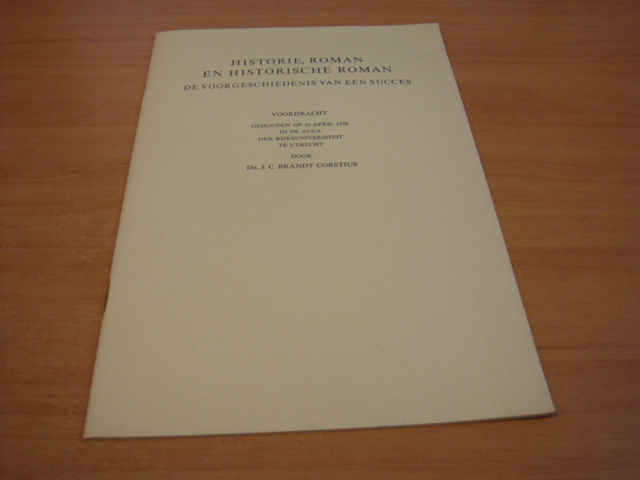 HISTORIE, ROMAN
EN HISTORISCHE ROMAN
DE VOORGESCHIEDENIS VAN EEN SUCCES
VOORDRACHT
GEHOUDEN OP 15 APRIL 1958
IN DE AULA
DER RIJKSUNIVERSITEIT
TE UTRECHT
DOOR
DR. J. C. BRANDT CORSTIUS